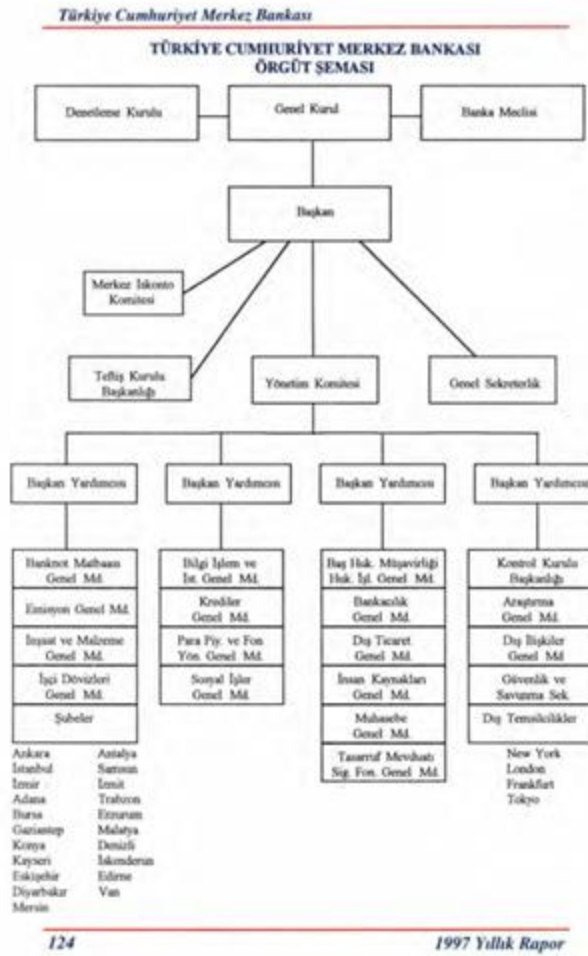 Türkiye Cumhuriyet Merkez Bankası
TÜRKİYE CUMHURİYET MERKEZ BANKASI
ÖRGÜT ŞEMASI
Denetleme Kurulu
Genel Kurul
Banka Meclisi
Başkan
Merkez İskonto
Komitesi
Teftiş Kurulu
Başkanlığı
Yönetim Komitesi
Genel Sekreterlik
Başkan Yardımcısı
Başkan Yardımcısı
Başkan Yardımcısı
Başkan Yardımcısı
Banknot Matbaası
Genel Md.
Emisyon Genel Md.
İnşaat ve Malzeme
Genel Md.
İşçi Dövizleri
Genel Md.
Şubeler
Ankara
İstanbul
İzmir
Adana
Bursa
Gaziantep
Konya
Kayseri
Eskişehir
Diyarbakır
Mersin
Antalya
Samsun
İzmit
Trabzon
Erzurum
Malatya
Denizli
İskenderun
Edirne
Van
Bilgi İşlem ve
İst. Genel Md.
Krediler
Genel Md.
Para Piy. ve Fon
Yön. Genel Md.
Sosyal İşler
Genel Md.
Baş Huk. Müşavirliği
Huk. İşl. Genel Md.
Bankacılık
Genel Md.
Dış Ticaret
Genel Md.
İnsan Kaynakları
Genel Md.
Muhasebe
Genel Md.
Tasarruf Mevduatı
Sig. Fon. Genel Md.
Kontrol Kurulu
Başkanlığı
Araştırma
Genel Md.
Dış İlişkiler
Genel Md
Güvenlik ve
Savunma Sek.
Dış Temsilcilikler
New York
London
Frankfurt
Tokyo
124
1997 Yıllık Rapor